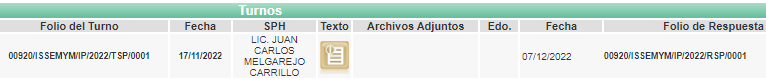 Turnos
Folio del Turno Fecha SPH Texto Archivos Adjuntos Edo. Fecha Folio de Respuesta
00920/ISSEMYM/IP/2022/TSP/0001 17/11/2022 LIC. JUAN CARLOS MELGAREJO CARRILLO 07/12/2022 00920/ISSEMYM/IP/2022/RSP/0001